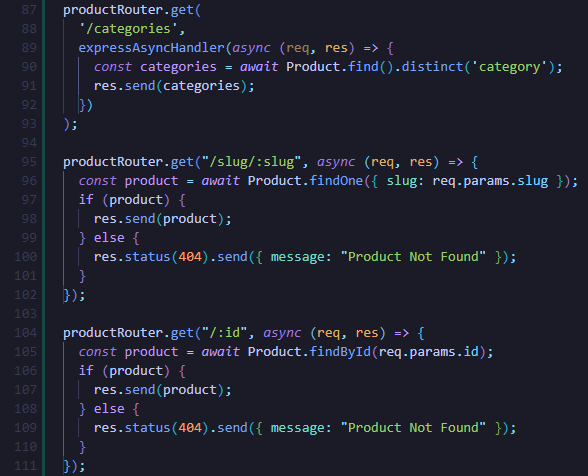 87 productRouter.get(
88 '/categories',
89 expressAsyncHandler(async (req, res) => {
90 const categories = await Product.find().distinct('category');
91 res.send(categories);
92 })
93 );
94
95 productRouter.get("/slug/:slug", async (req, res) => {
96 const product = await Product.findOne({ slug: req.params.slug });
97 if (product) {
98 res.send(product);
99 } else {
100 res.status(404).send({ message: "Product Not Found" });
101 }
102 });
103
104 productRouter.get("/:id", async (req, res) => {
105 const product = await Product.findById(req.params.id);
106 if (product) {
107 res.send(product);
108 } else {
109 res.status(404).send({ message: "Product Not Found" });
110 }
111 });